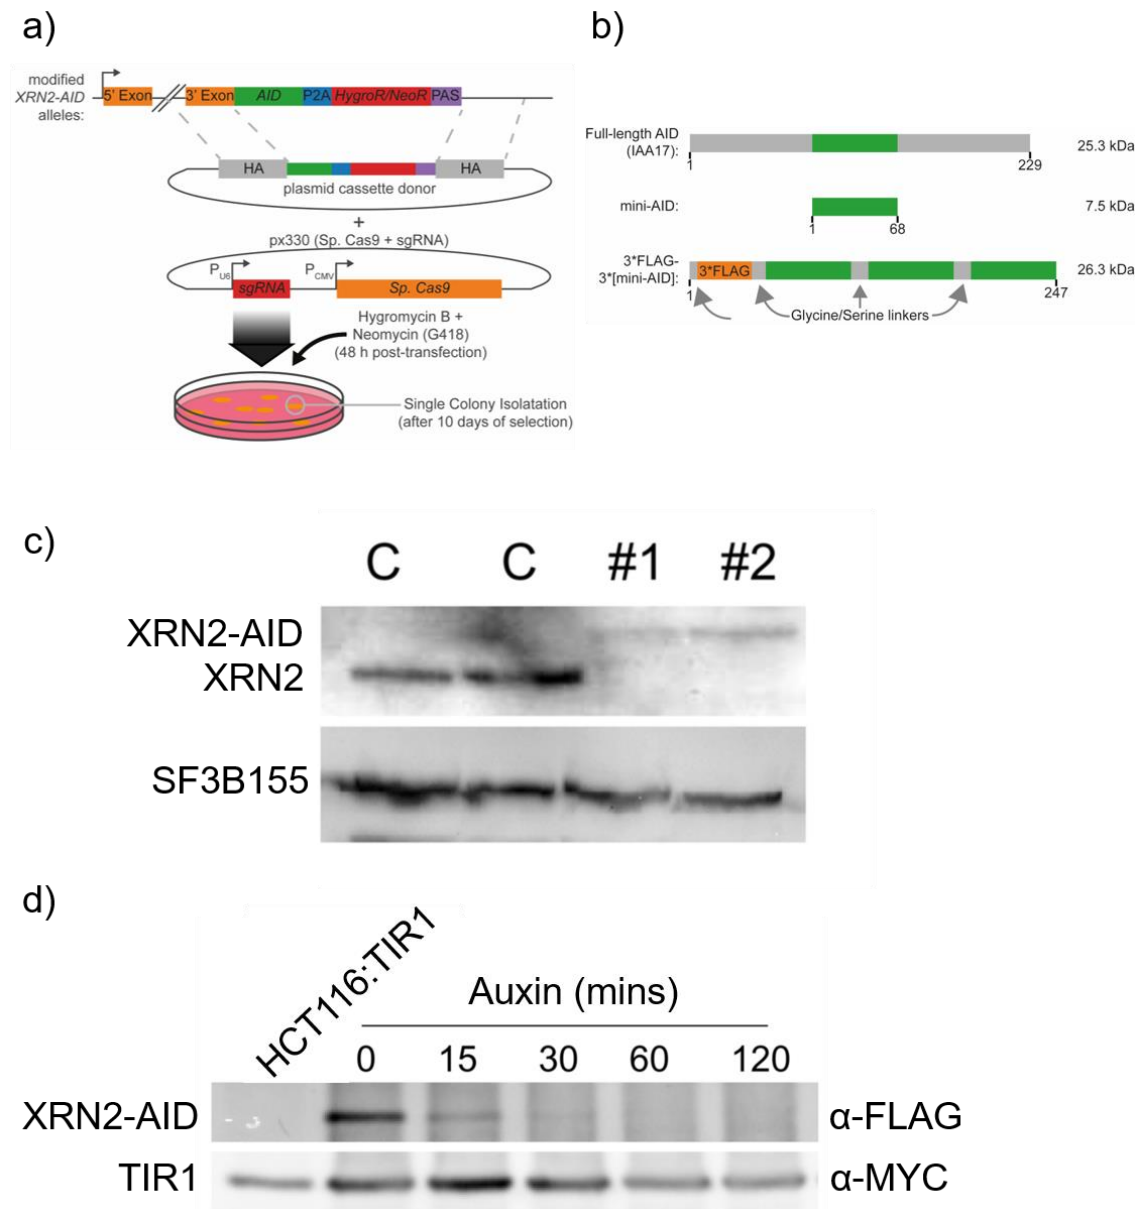 a)
modified
XRN2-AID
alleles:
5' Exon
3' Exon
AID
P2A
HygroR/NeoR
PAS
HA
HA
plasmid cassette donor
+
px330 (Sp. Cas9 + sgRNA)
PU6
PCMV
sgRNA
Sp. Cas9
Hygromycin B +
Neomycin (G418)
(48 h post-transfection)
Single Colony Isolatation
(after 10 days of selection)
b)
Full-length AID
(IAA17):
25.3 kDa
1
229
mini-AID:
7.5 kDa
1
68
3*FLAG-
3*[mini-AID]:
3*FLAG
26.3 kDa
1
247
Glycine/Serine linkers
c)
C C #1 #2
XRN2-AID
XRN2
SF3B155
d)
HCT116:TIR1
Auxin (mins)
0 15 30 60 120
XRN2-AID
α-FLAG
TIR1
α-MYC